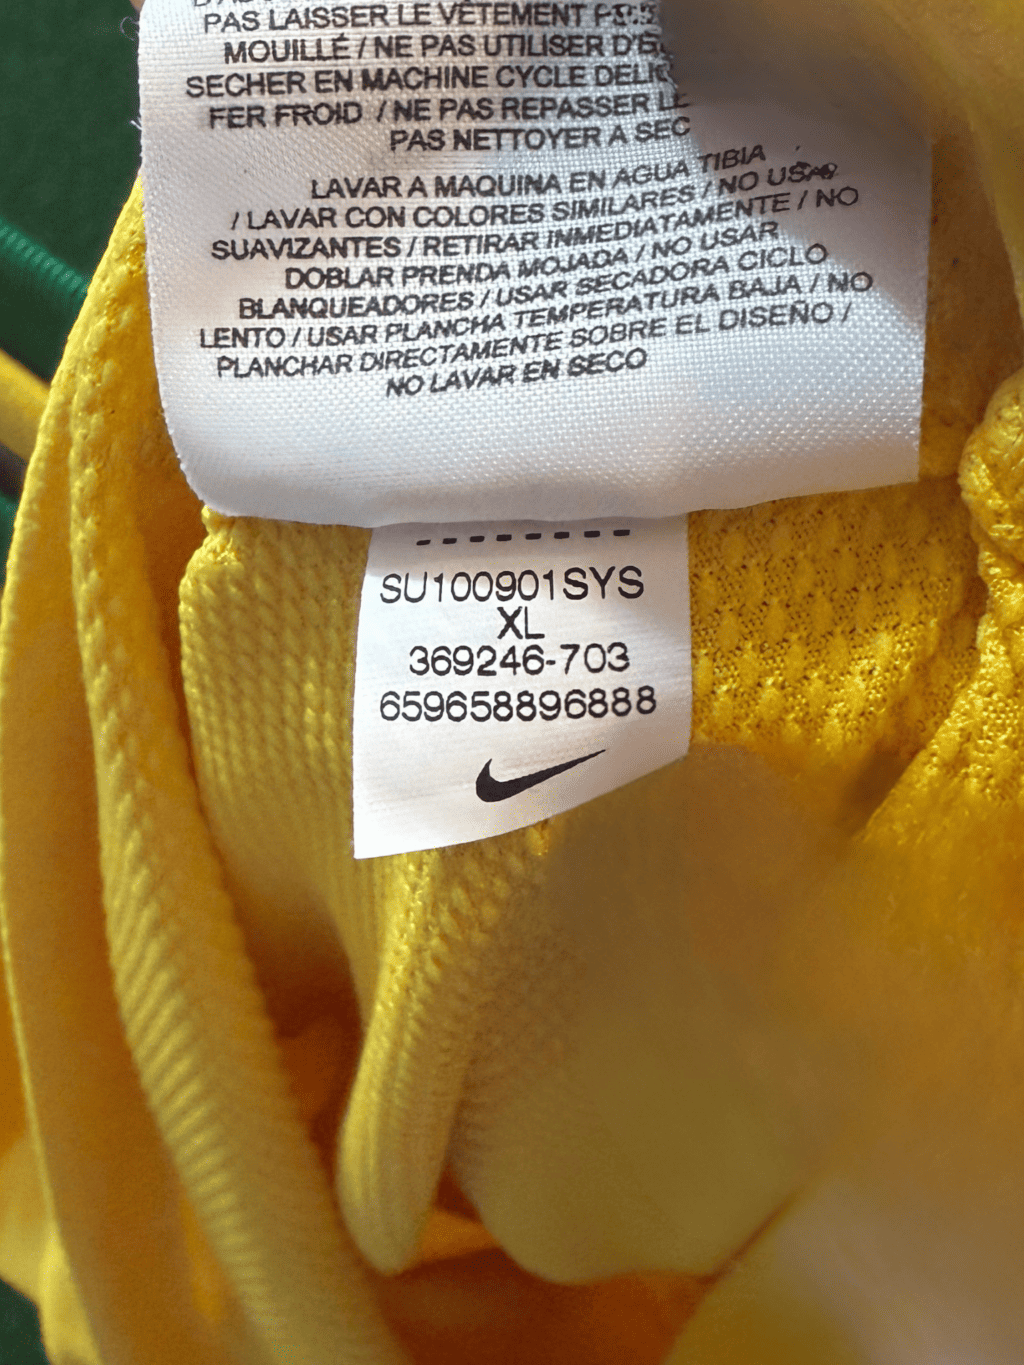 PAS LAISSER LE VÊTEMENT
MOUILLÉ / NE PAS UTILISER
SECHER EN MACHINE CYCLE
FER FROID / NE PAS REPASSER LE
PAS NETTOYER A SEC
LAVAR A MAQUINA EN AGUA TIBIA
/ LAVAR CON COLORES SIMILARES / NO USAR
SUAVIZANTES / RETIRAR INMEDIATAMENTE / NO
DOBLAR PRENDA MOJADA / NO USAR
BLANQUEADORES / USAR SECADORA CICLO
LENTO / USAR PLANCHA TEMPERATURA BAJA / NO
PLANCHAR DIRECTAMENTE SOBRE EL DISEÑO /
NO LAVAR EN SECO
SU100901SYS
XL
369246-703
659658896888